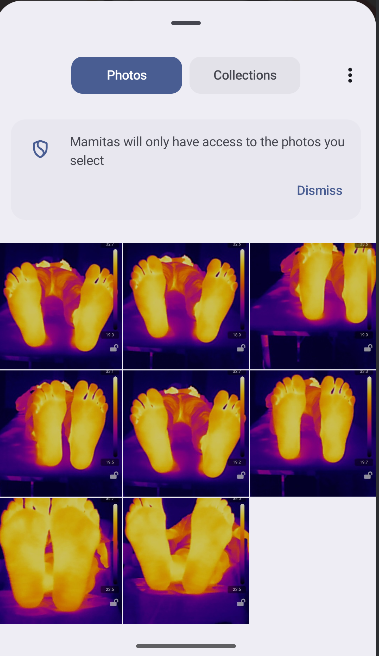 Photos
Collections
Mamitas will only have access to the photos you
select
Dismiss